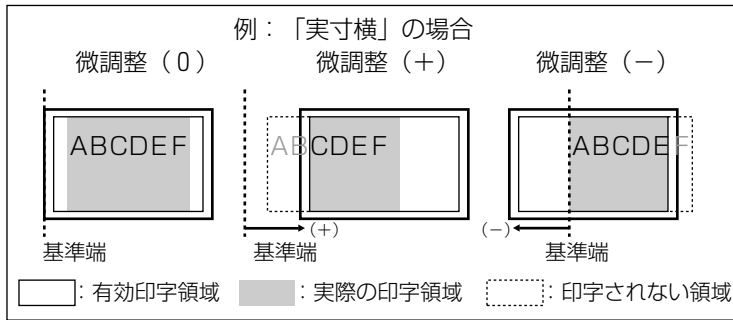 例：「実寸横」の場合
微調整（0） 微調整（＋） 微調整（－）
ABCDEF ABCDEF ABCDEF
（＋） （－）
基準端 基準端 基準端
：有効印字領域 ：実際の印字領域 ：印字されない領域